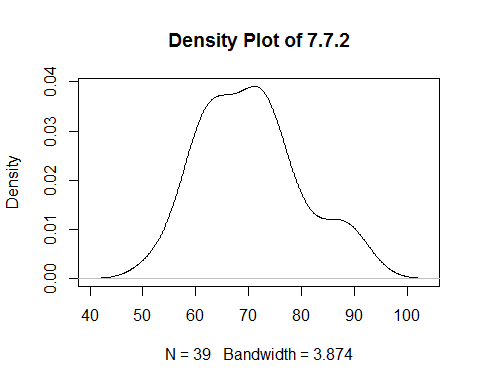 Density Plot of 7.7.2
Density
0.00 0.01 0.02 0.03 0.04
40 50 60 70 80 90 100
N = 39 Bandwidth = 3.874